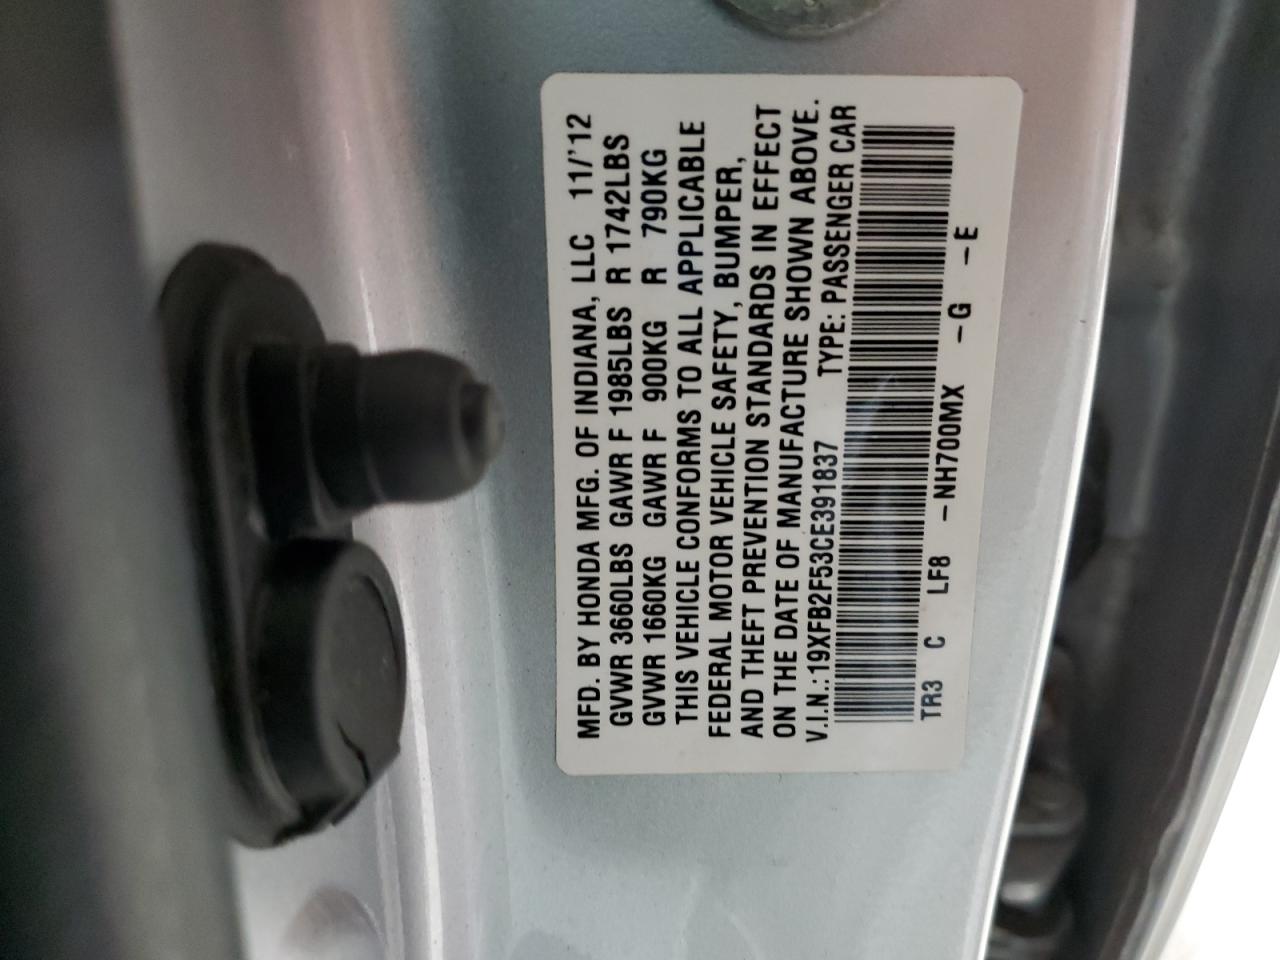 MFD. BY HONDA MFG. OF INDIANA, LLC 11/'12
GVWR 3660LBS GAWR F 1985LBS R 1742LBS
GVWR 1660KG GAWR F 900KG R 790KG
THIS VEHICLE CONFORMS TO ALL APPLICABLE
FEDERAL MOTOR VEHICLE SAFETY, BUMPER,
AND THEFT PREVENTION STANDARDS IN EFFECT
ON THE DATE OF MANUFACTURE SHOWN ABOVE.
V.I.N.:19XFB2F53CE391837 TYPE: PASSENGER CAR
TR3 C LF8 -NH700MX -G -E